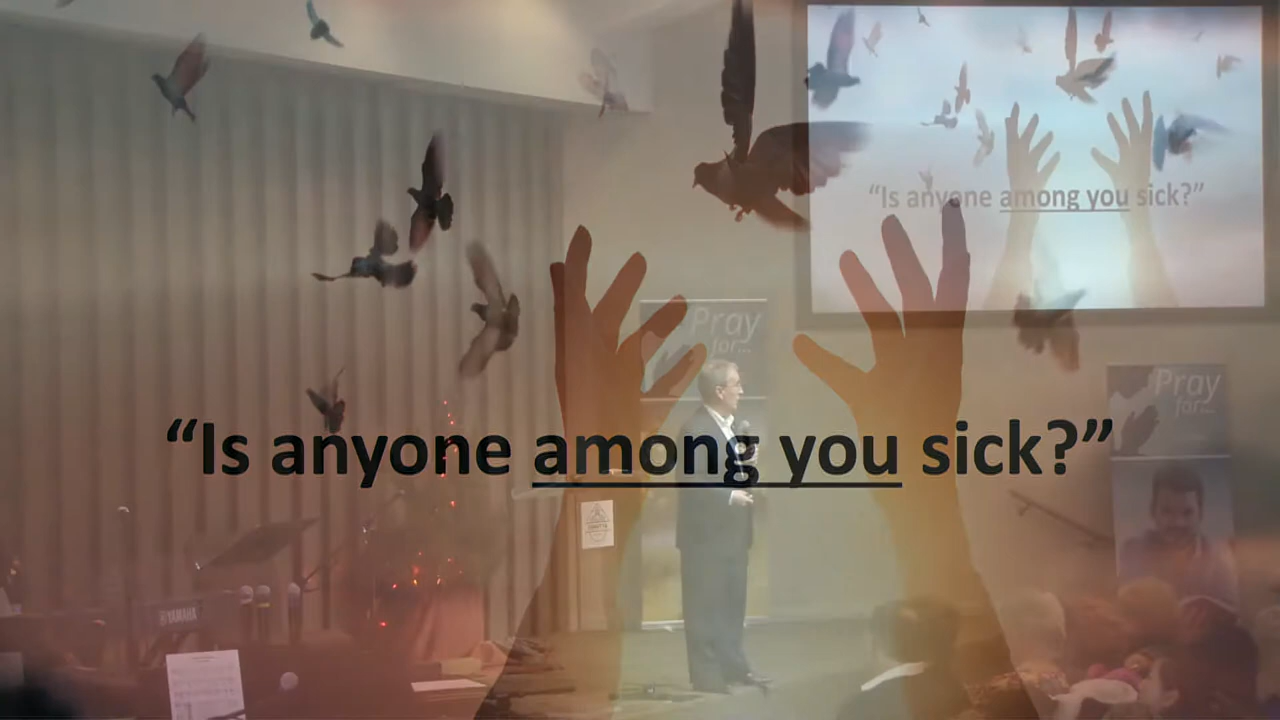 “Is anyone among you sick?”
Pray
for...
“Is anyone among you sick?”
Pray
for...
YAMAHA